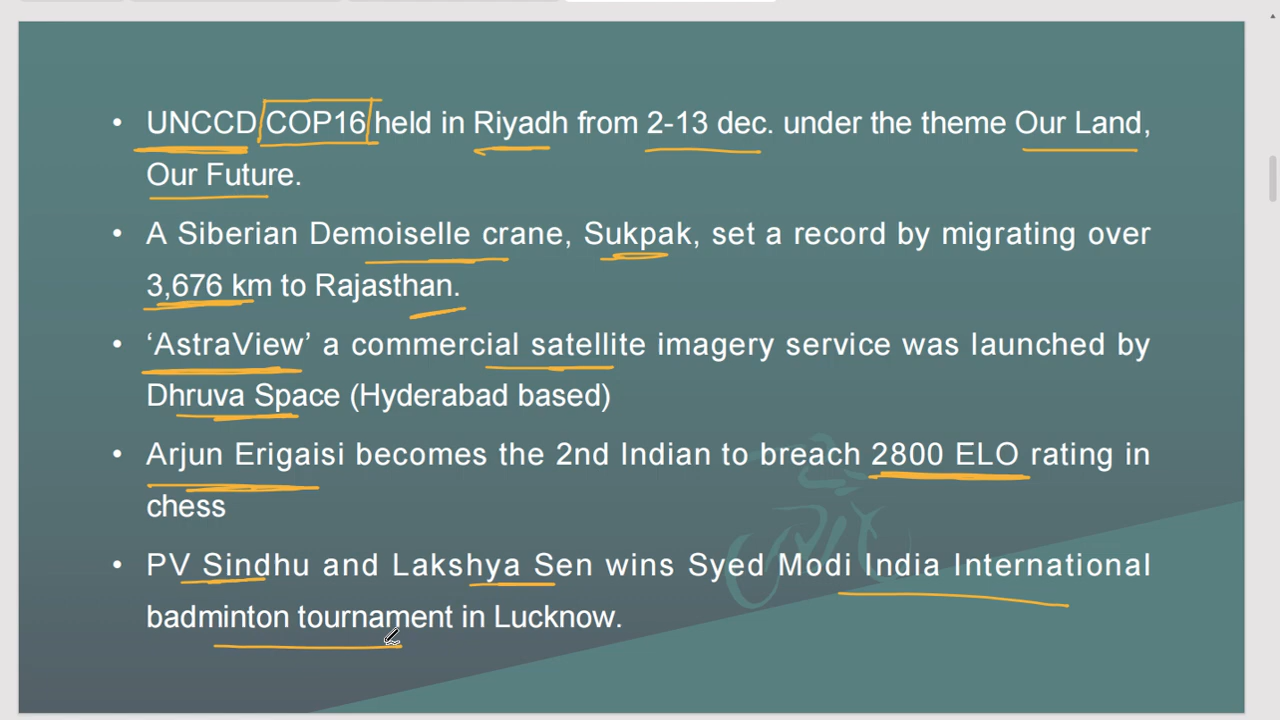 • UNCCD COP16 held in Riyadh from 2-13 dec. under the theme Our Land,
Our Future.
• A Siberian Demoiselle crane, Sukpak, set a record by migrating over
3,676 km to Rajasthan.
• ‘AstraView’ a commercial satellite imagery service was launched by
Dhruva Space (Hyderabad based)
• Arjun Erigaisi becomes the 2nd Indian to breach 2800 ELO rating in
chess
• PV Sindhu and Lakshya Sen wins Syed Modi India International
badminton tournament in Lucknow.